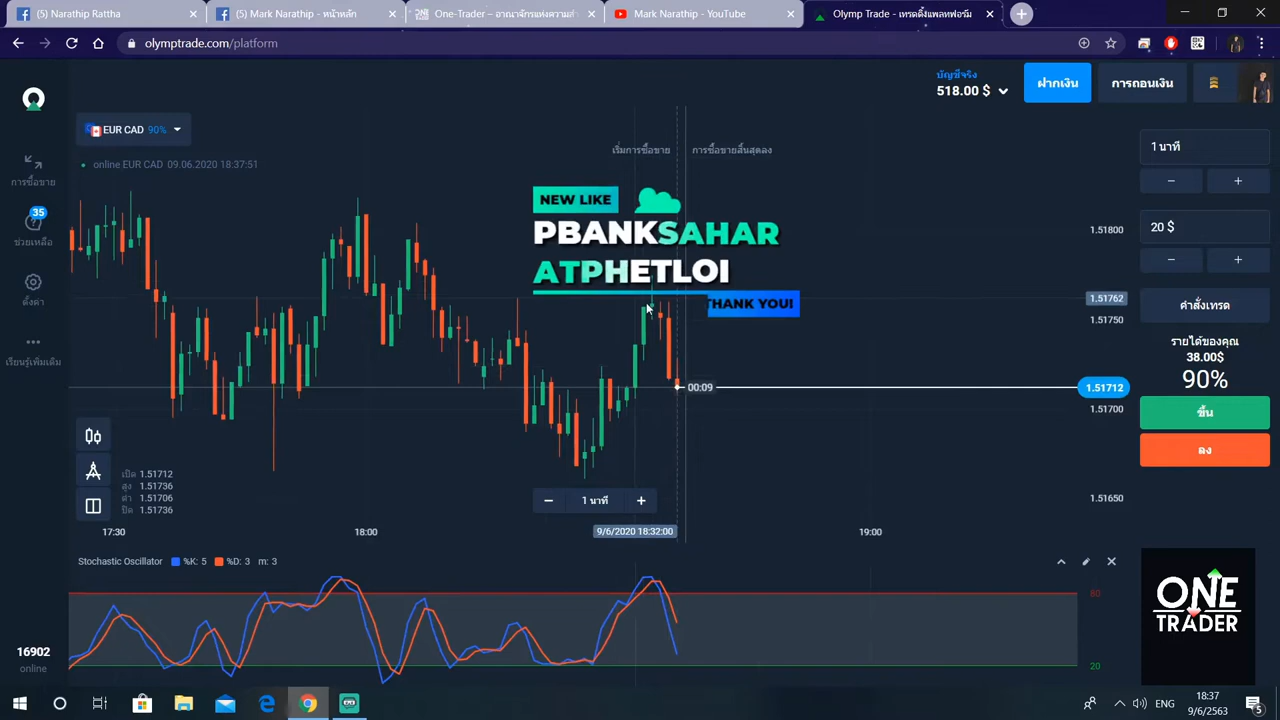 Narathip Rattha
(5) Mark Narathip - หน้าหลัก
One-Trader – อาณาจักรแห่งความสำ
Mark Narathip - YouTube
Olymp Trade - เทรดดิ้งแพลทฟอร์ม
olymptrade.com/platform
บัญชีจริง
518.00 $
ฝากเงิน
การถอนเงิน
EUR CAD 90%
online EUR CAD 09.06.2020 18:37:51
เริ่มการซื้อขาย
การซื้อขายสิ้นสุดลง
การซื้อขาย
35
ช่วยเหลือ
ตั้งค่า
เรียนรู้เพิ่มเติม
NEW LIKE
PBANKSAHAR
ATPHETLOI
THANK YOU!
1 นาที
20 $
คำสั่งเทรด
รายได้ของคุณ
38.00$
90%
ขึ้น
ลง
1.51800
1.51762
1.51750
1.51712
1.51700
1.51650
00:09
เปิด 1.51712
สูง 1.51736
ต่ำ 1.51706
ปิด 1.51736
1 นาที
17:30
18:00
9/6/2020 18:32:00
19:00
Stochastic Oscillator %K: 5 %D: 3 m: 3
80
20
ONE
TRADER
16902
online
ENG
18:37
9/6/2563
5